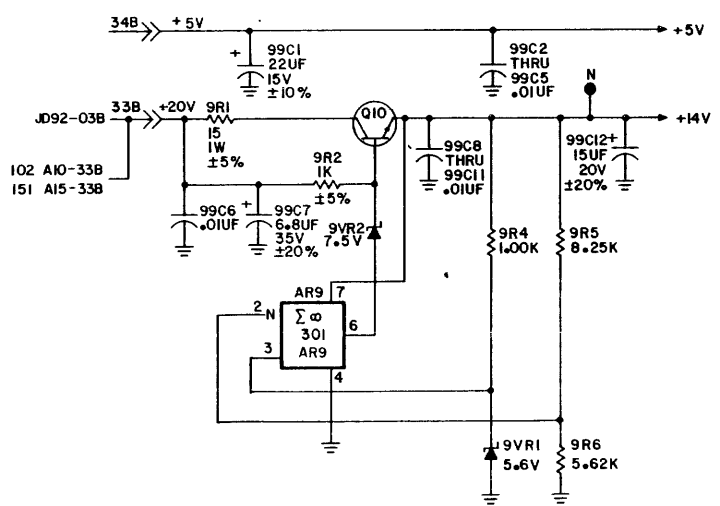 34B +5V +5V
99C1
22UF
15V
±10%
+
99C2
THRU
99C5
.01UF
N
JD92-03B 33B +20V 9R1 Q10 +14V
15
1W
±5%
102 A10-33B
151 A15-33B
9R2
1K
±5%
99C8
THRU
99C11
.01UF
99C12+
15UF
20V
±20%
99C6
.01UF
+
99C7
6.8UF
35V
±20%
9VR2
7.5V
9R4
1.00K
9R5
8.25K
AR9 7
2 N Σ∞ 6
301
3 AR9
4
9VR1
5.6V
9R6
5.62K